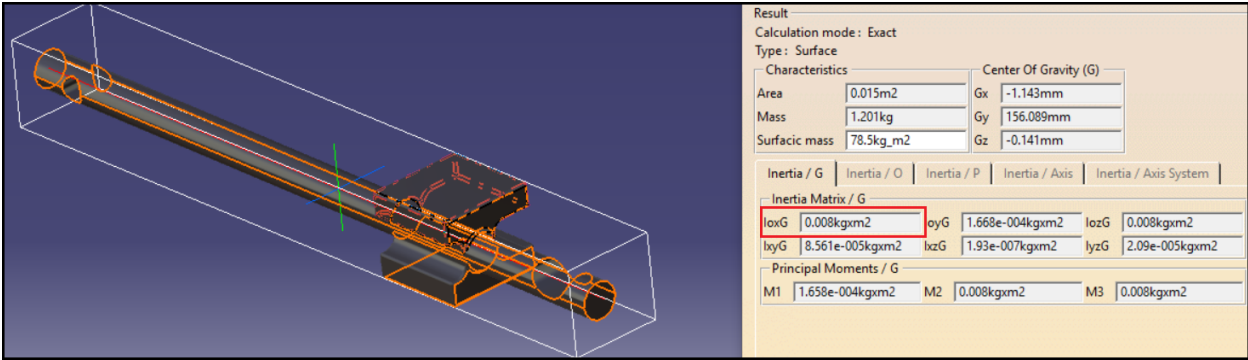 Result
Calculation mode : Exact
Type : Surface
Characteristics Center Of Gravity (G)
Area 0.015m2 Gx -1.143mm
Mass 1.201kg Gy 156.089mm
Surfacic mass 78.5kg_m2 Gz -0.141mm
Inertia / G Inertia / O Inertia / P Inertia / Axis Inertia / Axis System
Inertia Matrix / G
IoxG 0.008kgxm2 IoyG 1.668e-004kgxm2 IozG 0.008kgxm2
IxyG 8.561e-005kgxm2 IxzG 1.93e-007kgxm2 IyzG 2.09e-005kgxm2
Principal Moments / G
M1 1.658e-004kgxm2 M2 0.008kgxm2 M3 0.008kgxm2